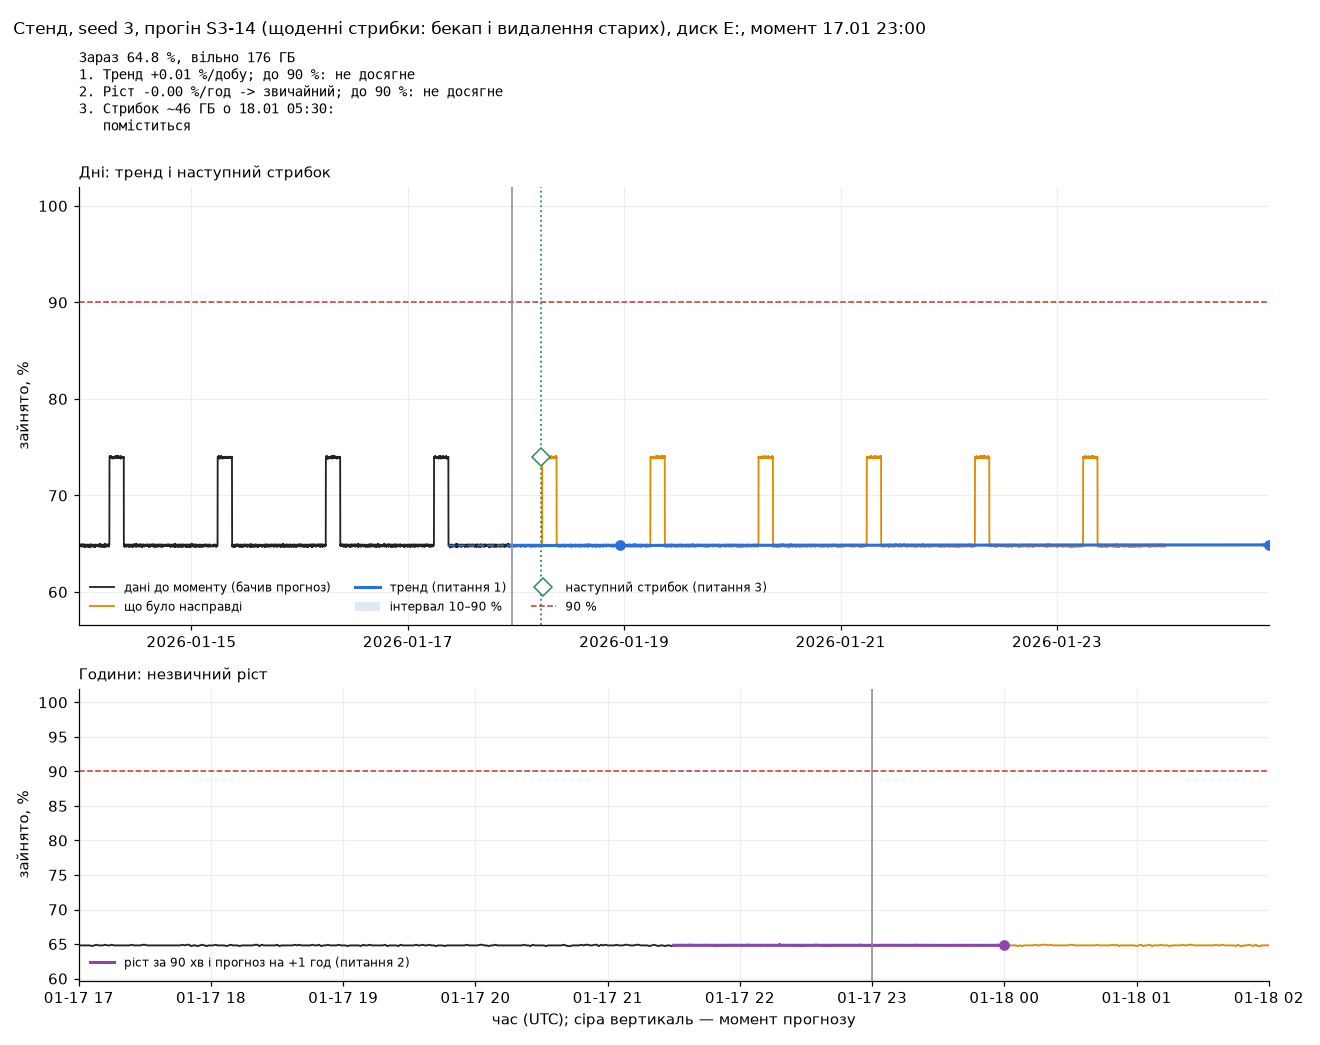 Стенд, seed 3, прогін S3-14 (щоденні стрибки: бекап і видалення старих), диск E:, момент 17.01 23:00
Зараз 64.8 %, вільно 176 ГБ
1. Тренд +0.01 %/добу; до 90 %: не досягне
2. Ріст -0.00 %/год -> звичайний; до 90 %: не досягне
3. Стрибок ~46 ГБ о 18.01 05:30:
поміститься
Дні: тренд і наступний стрибок
100
90
80
70
60
зайнято, %
дані до моменту (бачив прогноз)
що було насправді
тренд (питання 1)
інтервал 10–90 %
наступний стрибок (питання 3)
90 %
2026-01-15
2026-01-17
2026-01-19
2026-01-21
2026-01-23
Години: незвичний ріст
100
95
90
85
80
75
70
65
60
зайнято, %
ріст за 90 хв і прогноз на +1 год (питання 2)
01-17 17
01-17 18
01-17 19
01-17 20
01-17 21
01-17 22
01-17 23
01-18 00
01-18 01
01-18 02
час (UTC); сіра вертикаль — момент прогнозу